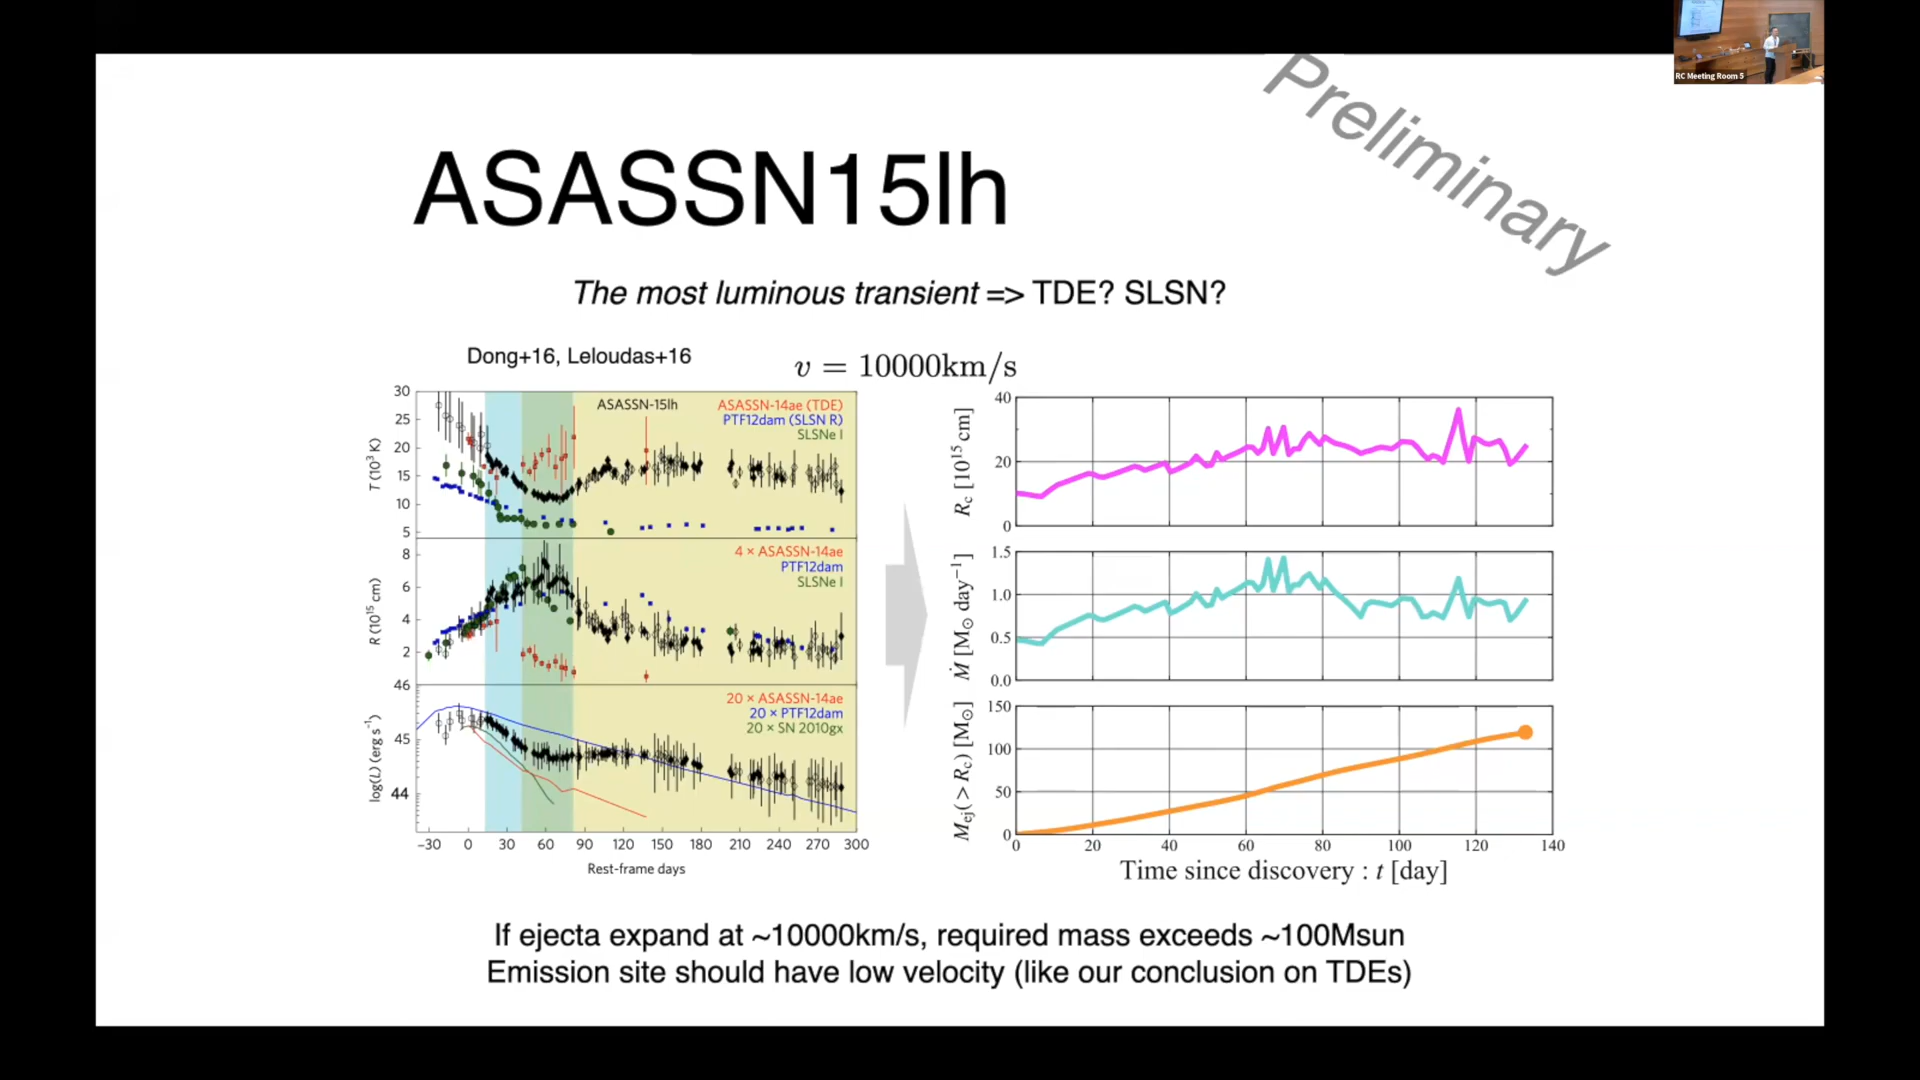 RC Meeting Room 5
Preliminary
ASASSN15lh
The most luminous transient => TDE? SLSN?
Dong+16, Leloudas+16
v = 10000km/s
ASASSN-15lh
ASASSN-14ae (TDE)
PTF12dam (SLSN R)
SLSNe I
T (10³ K)
30
25
20
15
10
5
4 × ASASSN-14ae
PTF12dam
SLSNe I
R (10¹⁵ cm)
8
6
4
2
20 × ASASSN-14ae
20 × PTF12dam
20 × SN 2010gx
log(L) (erg s⁻¹)
46
45
44
−30 0 30 60 90 120 150 180 210 240 270 300
Rest-frame days
R_c [10¹⁵ cm]
40
20
0
Ṁ [M⊙ day⁻¹]
1.5
1.0
0.5
0.0
M_ej(> R_c) [M⊙]
150
100
50
0
0 20 40 60 80 100 120 140
Time since discovery : t [day]
If ejecta expand at ~10000km/s, required mass exceeds ~100Msun
Emission site should have low velocity (like our conclusion on TDEs)